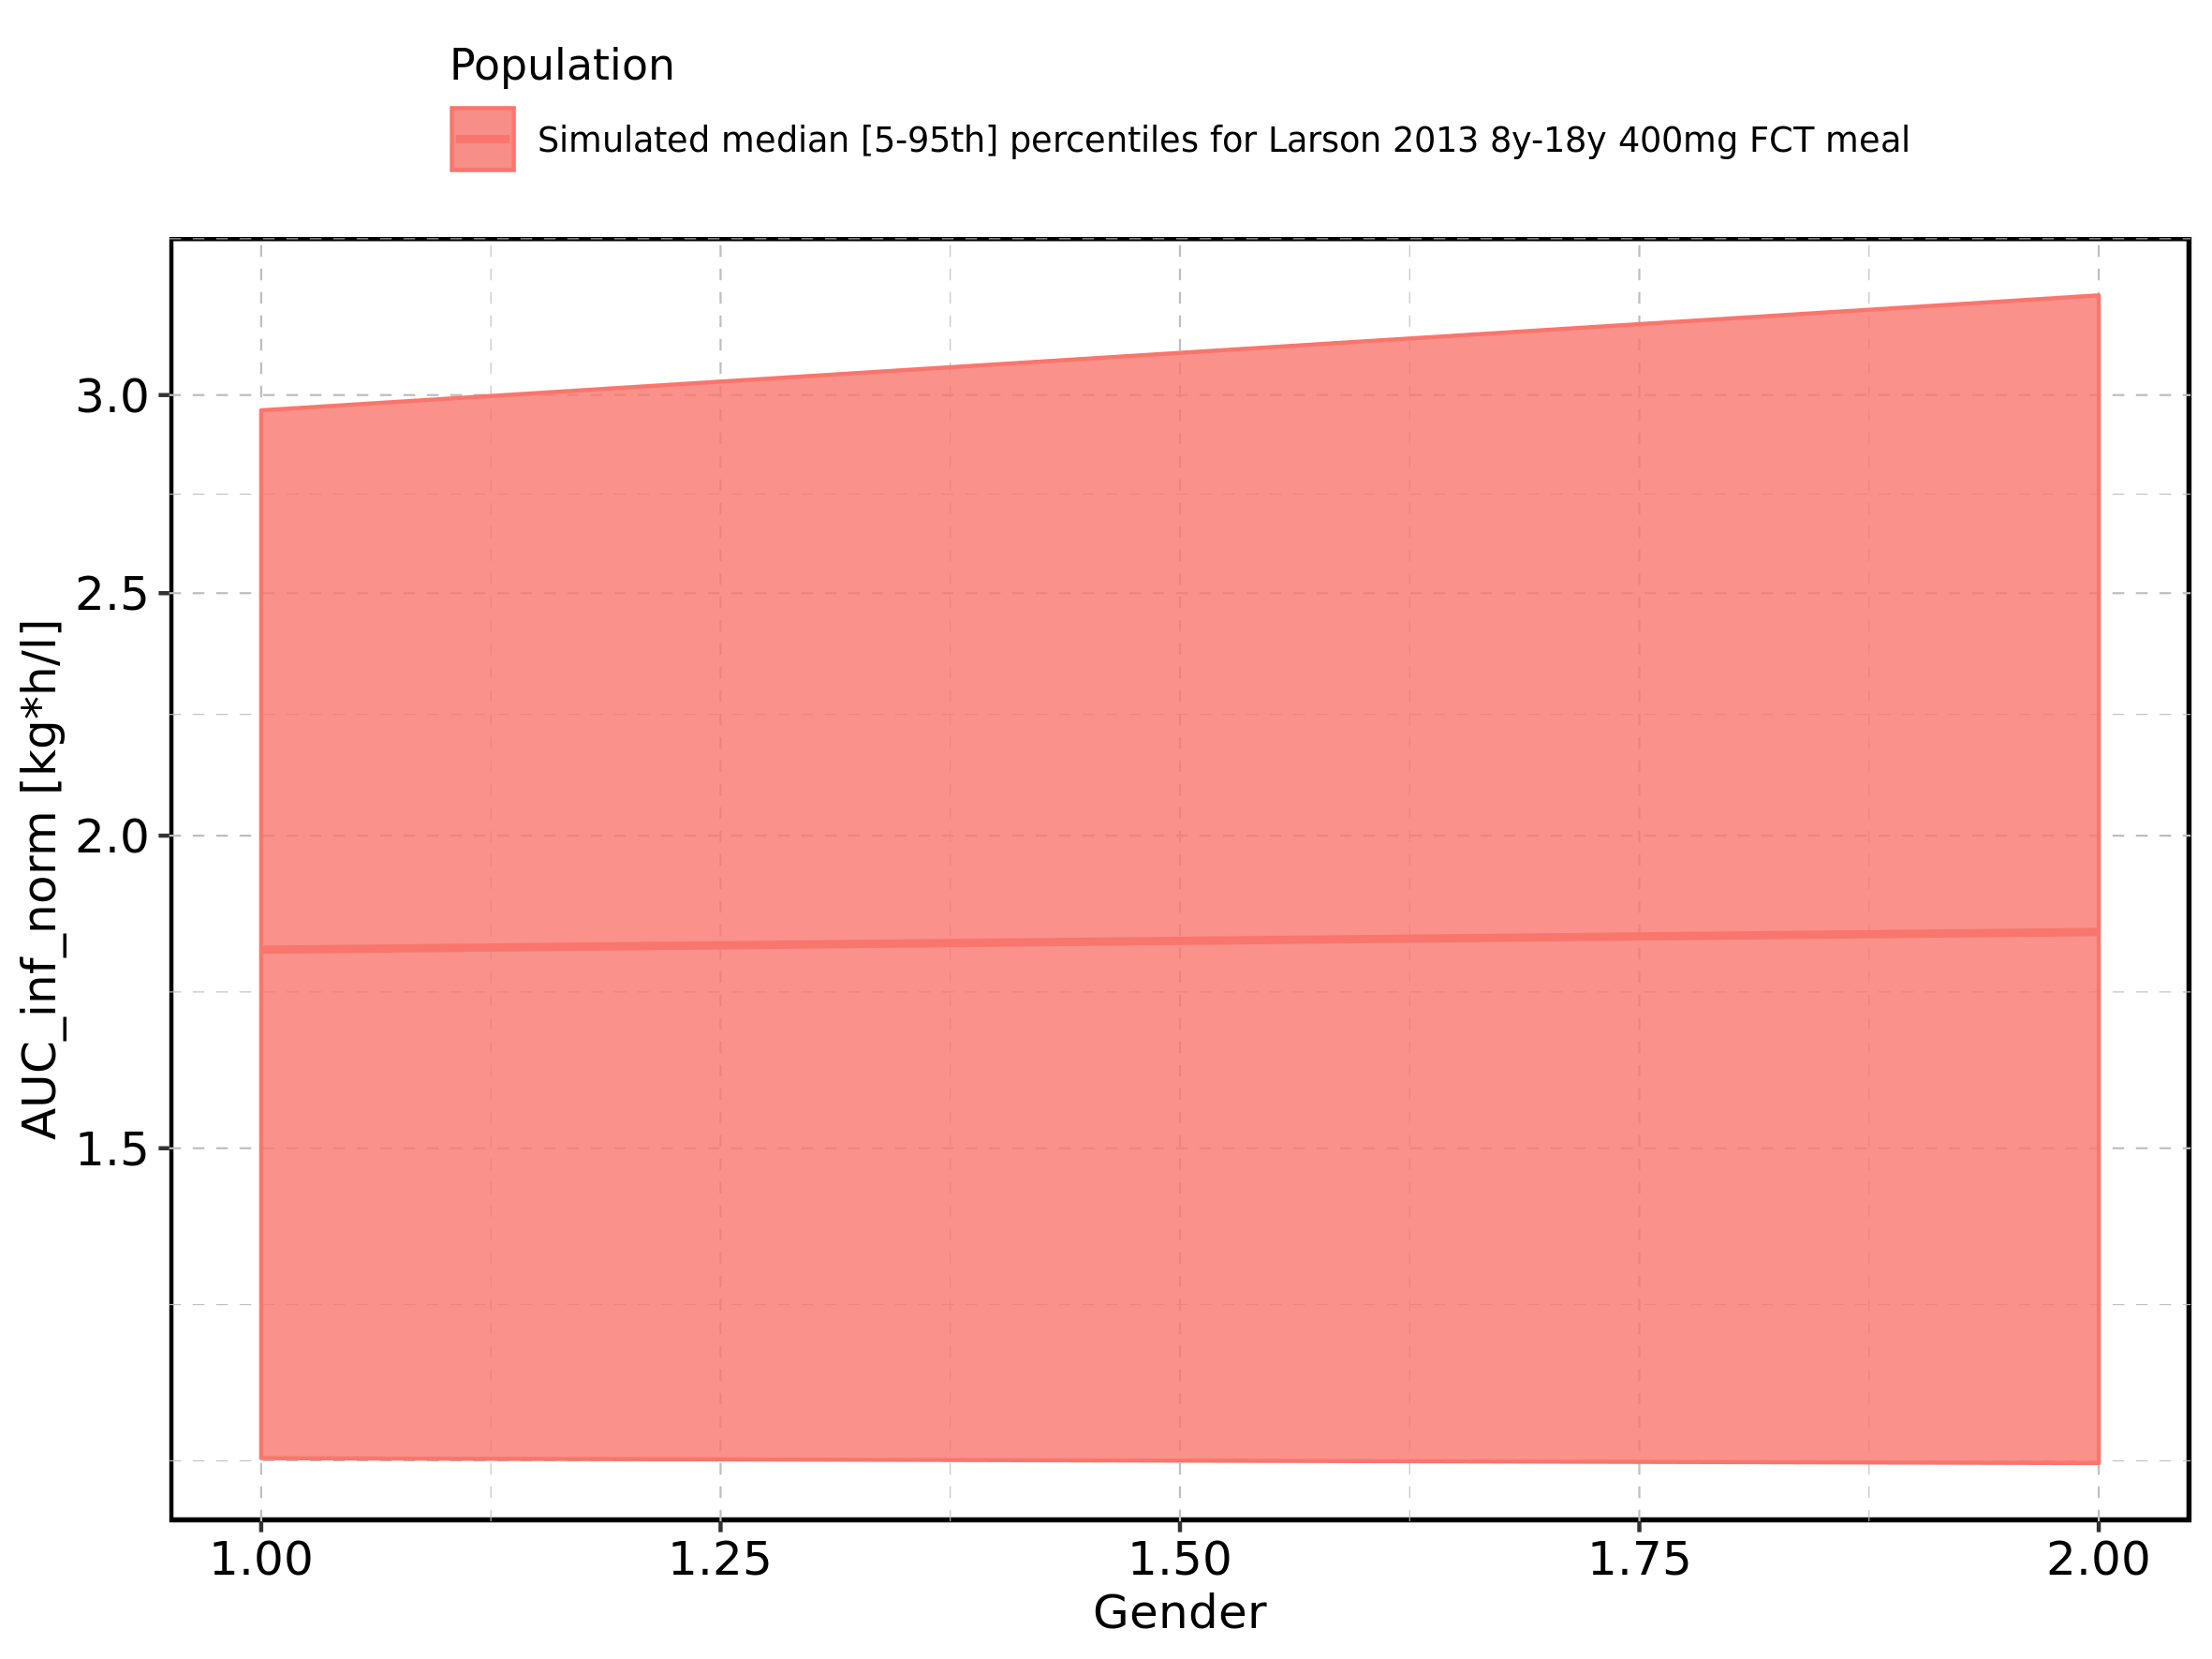 Population
Simulated median [5-95th] percentiles for Larson 2013 8y-18y 400mg FCT meal
AUC_inf_norm [kg*h/l]
3.0
2.5
2.0
1.5
1.00 1.25 1.50 1.75 2.00
Gender